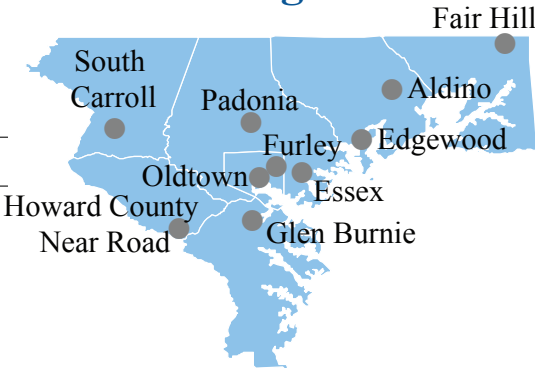 Fair Hill
South
Carroll
Aldino
Padonia
Edgewood
Furley
Oldtown
Essex
Howard County
Near Road
Glen Burnie